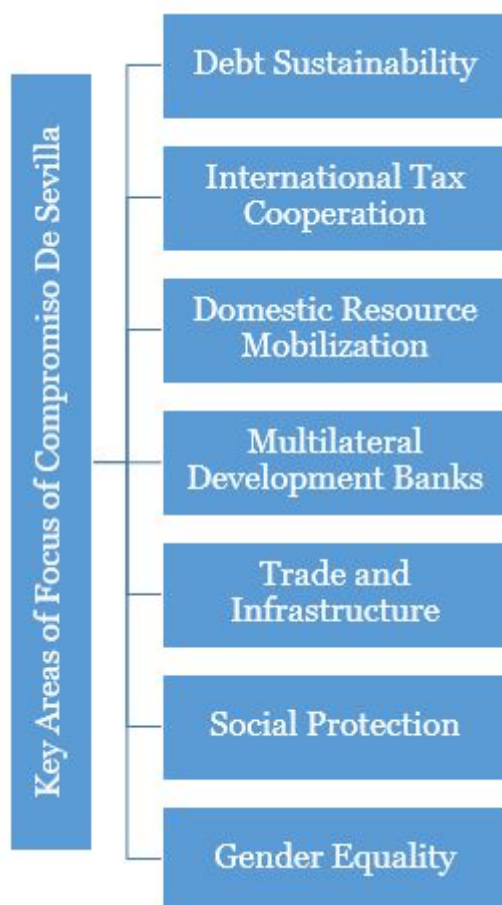 Key Areas of Focus of Compromiso De Sevilla
Debt Sustainability
International Tax
Cooperation
Domestic Resource
Mobilization
Multilateral
Development Banks
Trade and
Infrastructure
Social Protection
Gender Equality